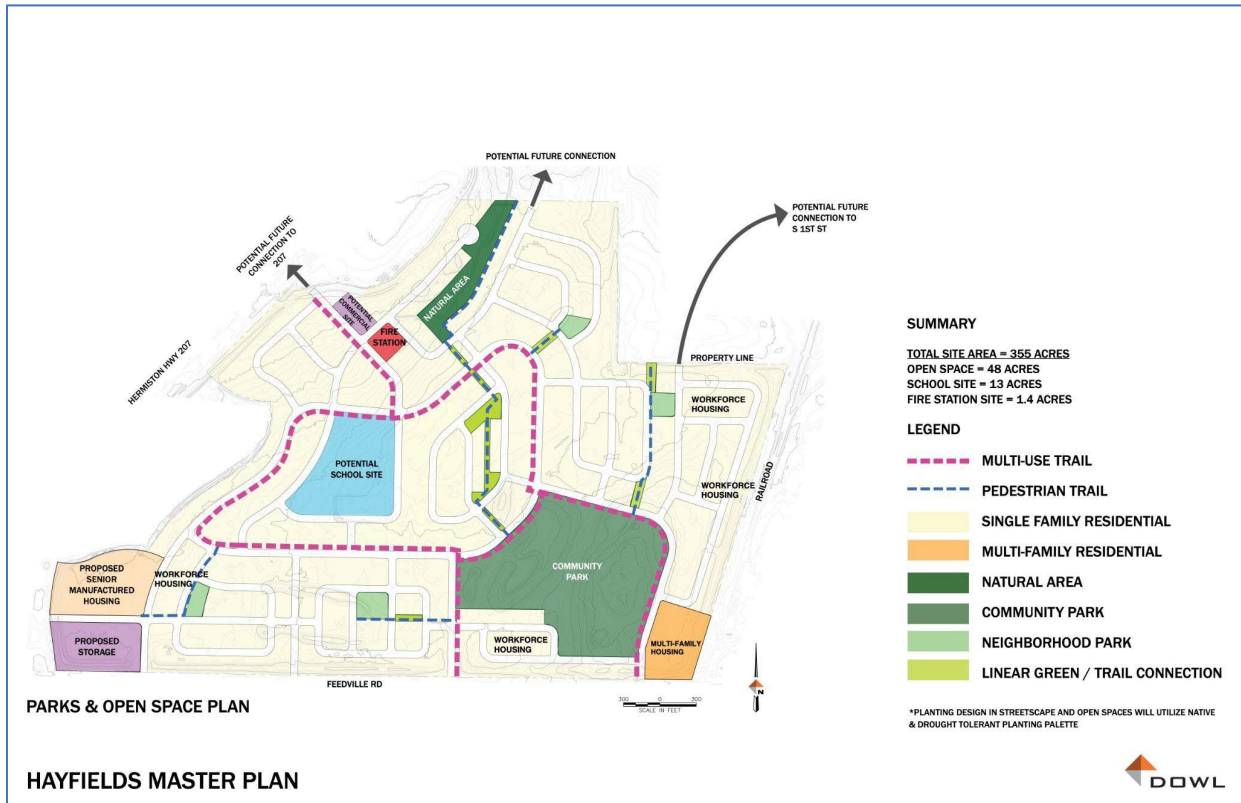 POTENTIAL FUTURE CONNECTION
POTENTIAL FUTURE
CONNECTION TO
S 1ST ST
POTENTIAL FUTURE
CONNECTION TO
207
POTENTIAL
COMMERCIAL
SITE
FIRE
STATION
NATURAL AREA
HERMISTON HWY 207
PROPERTY LINE
WORKFORCE
HOUSING
POTENTIAL
SCHOOL SITE
WORKFORCE
HOUSING
RAILROAD
PROPOSED
SENIOR
MANUFACTURED
HOUSING
WORKFORCE
HOUSING
COMMUNITY
PARK
PROPOSED
STORAGE
WORKFORCE
HOUSING
MULTI-FAMILY
HOUSING
FEEDVILLE RD
300 0 300
SCALE IN FEET
N
SUMMARY
TOTAL SITE AREA = 355 ACRES
OPEN SPACE = 48 ACRES
SCHOOL SITE = 13 ACRES
FIRE STATION SITE = 1.4 ACRES
LEGEND
MULTI-USE TRAIL
PEDESTRIAN TRAIL
SINGLE FAMILY RESIDENTIAL
MULTI-FAMILY RESIDENTIAL
NATURAL AREA
COMMUNITY PARK
NEIGHBORHOOD PARK
LINEAR GREEN / TRAIL CONNECTION
*PLANTING DESIGN IN STREETSCAPE AND OPEN SPACES WILL UTILIZE NATIVE
& DROUGHT TOLERANT PLANTING PALETTE
PARKS & OPEN SPACE PLAN
HAYFIELDS MASTER PLAN
DOWL